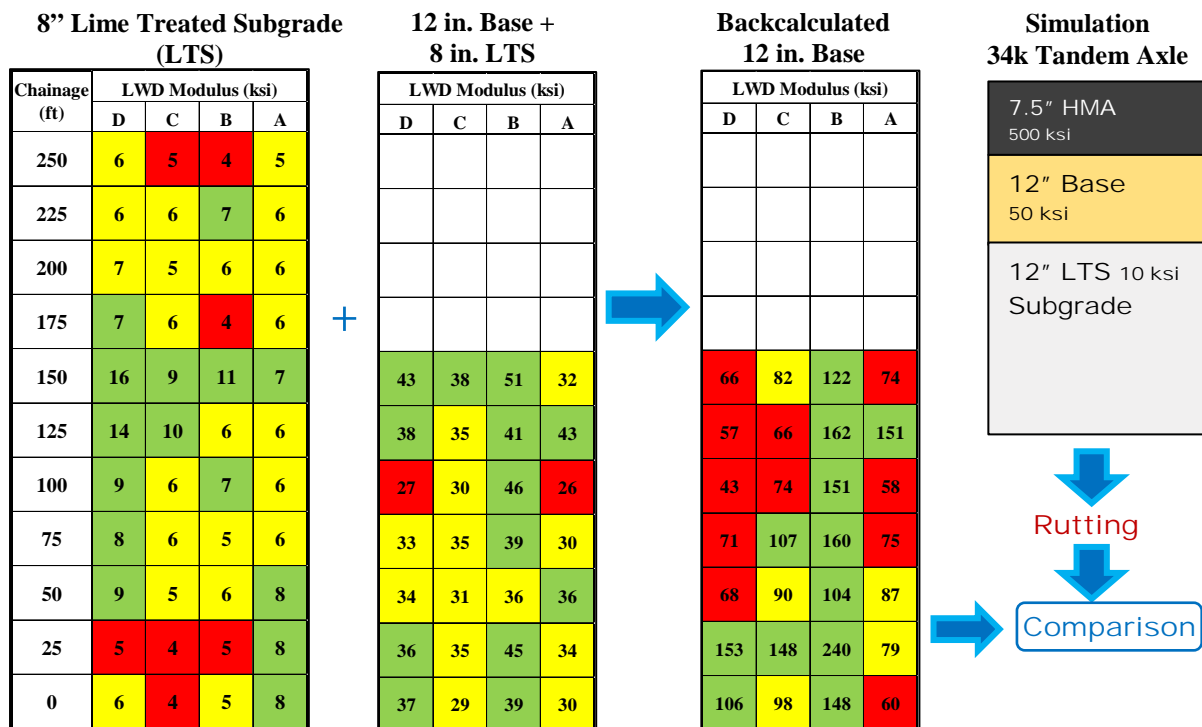 8” Lime Treated Subgrade
(LTS)
Chainage
(ft)
LWD Modulus (ksi)
D C B A
250 6 5 4 5
225 6 6 7 6
200 7 5 6 6
175 7 6 4 6
150 16 9 11 7
125 14 10 6 6
100 9 6 7 6
75 8 6 5 6
50 9 5 6 8
25 5 4 5 8
0 6 4 5 8
+
12 in. Base +
8 in. LTS
LWD Modulus (ksi)
D C B A
43 38 51 32
38 35 41 43
27 30 46 26
33 35 39 30
34 31 36 36
36 35 45 34
37 29 39 30
Backcalculated
12 in. Base
LWD Modulus (ksi)
D C B A
66 82 122 74
57 66 162 151
43 74 151 58
71 107 160 75
68 90 104 87
153 148 240 79
106 98 148 60
Simulation
34k Tandem Axle
7.5” HMA
500 ksi
12” Base
50 ksi
12” LTS 10 ksi
Subgrade
Rutting
Comparison